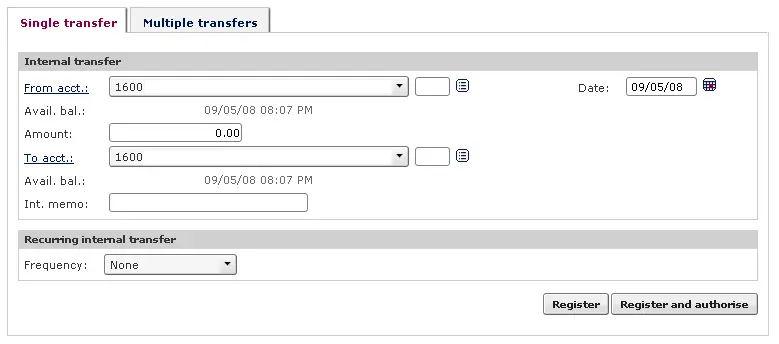 Single transfer Multiple transfers
Internal transfer
From acct.: 1600 Date: 09/05/08
Avail. bal.: 09/05/08 08:07 PM
Amount: 0.00
To acct.: 1600
Avail. bal.: 09/05/08 08:07 PM
Int. memo:
Recurring internal transfer
Frequency: None
Register Register and authorise